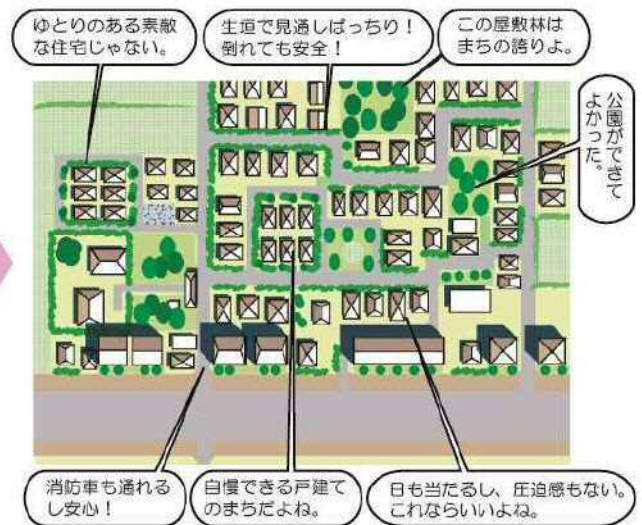 ゆとりのある素敵
な住宅じゃない。
生垣で見通しばっちり！
倒れても安全！
この屋敷林は
まちの誇りよ。
公園ができて
よかった。
消防車も通れる
し安心！
自慢できる戸建て
のまちだよね。
日も当たるし、圧迫感もない。
これならいいよね。